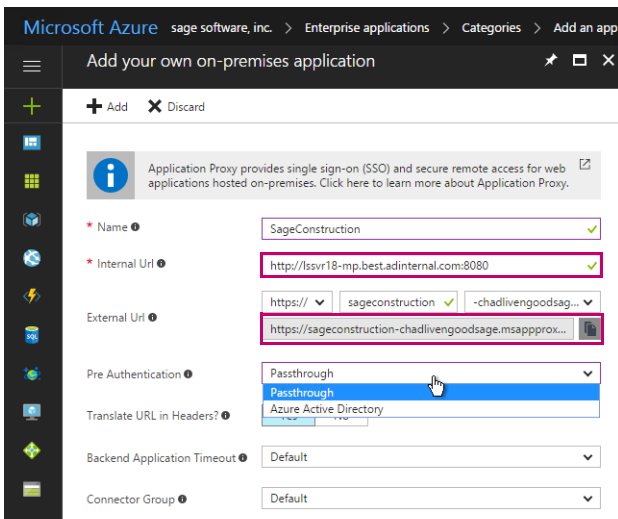 Microsoft Azure sage software, inc. > Enterprise applications > Categories > Add an app
Add your own on-premises application
Add Discard
Application Proxy provides single sign-on (SSO) and secure remote access for web
applications hosted on-premises. Click here to learn more about Application Proxy.
* Name
SageConstruction
* Internal Url
http://lssvr18-mp.best.adinternal.com:8080
https:// sageconstruction -chadlivengoodsag...
External Url
https://sageconstruction-chadlivengoodsage.msappprox...
Pre Authentication
Passthrough
Passthrough
Azure Active Directory
Translate URL in Headers?
Yes No
Backend Application Timeout
Default
Connector Group
Default
SQL